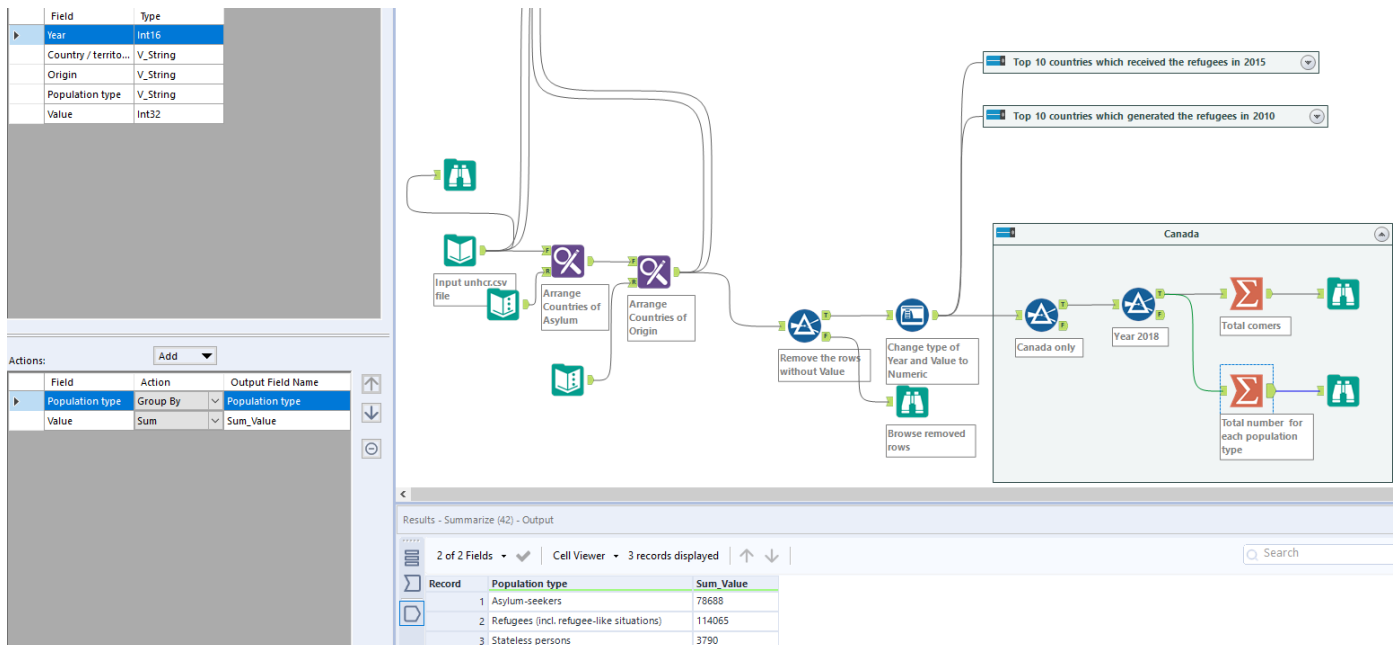 Field Type
Year Int16
Country / territo... V_String
Origin V_String
Population type V_String
Value Int32
Actions:
Add
Field Action Output Field Name
Population type Group By Population type
Value Sum Sum_Value
Top 10 countries which received the refugees in 2015
Top 10 countries which generated the refugees in 2010
Canada
Input unhcr.csv
file
F
R
Arrange
Countries of
Asylum
F
R
Arrange
Countries of
Origin
T
F
Remove the rows
without Value
Change type of
Year and Value to
Numeric
Browse removed
rows
T
F
Canada only
T
F
Year 2018
Total comers
Total number for
each population
type
Results - Summarize (42) - Output
2 of 2 Fields Cell Viewer 3 records displayed Search
Record Population type Sum_Value
1 Asylum-seekers 78688
2 Refugees (incl. refugee-like situations) 114065
3 Stateless persons 3790